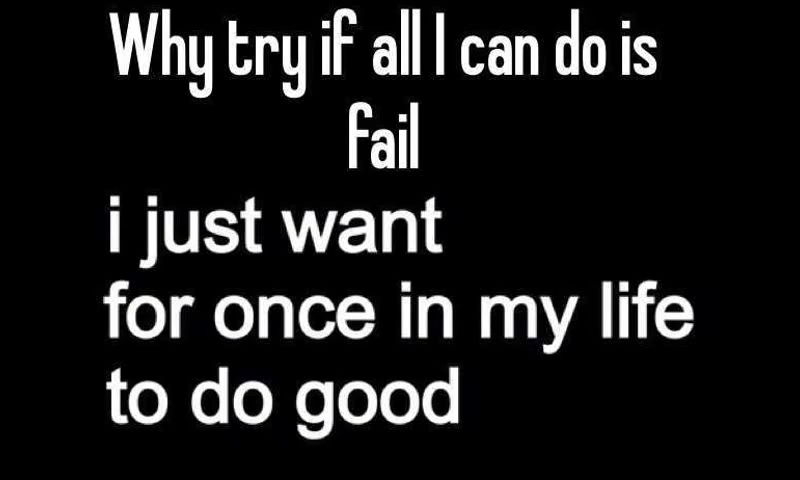 Why try if all I can do is
fail
i just want
for once in my life
to do good